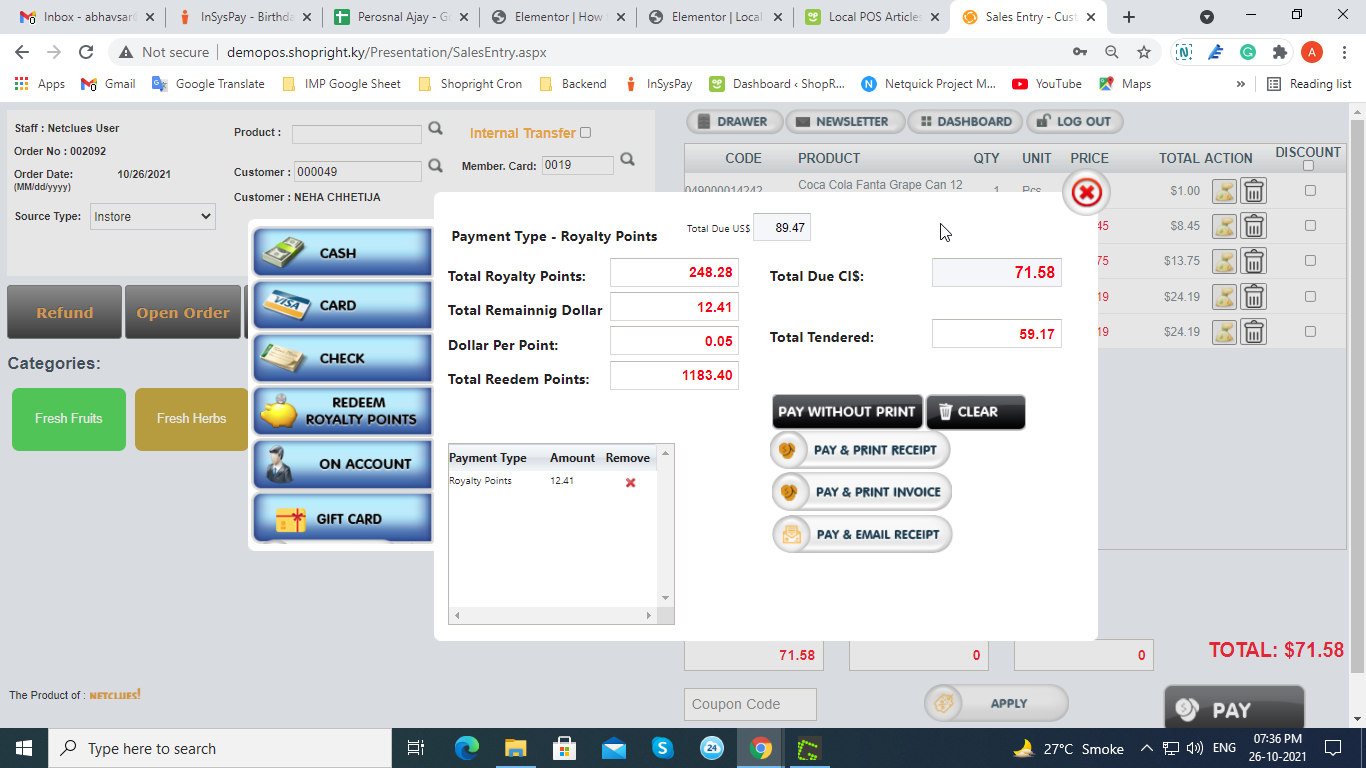 Inbox - abhavsar@
InSysPay - Birthda
Perosnal Ajay - G
Elementor | How
Elementor | Local
Local POS Articles
Sales Entry - Cust
Not secure
demopos.shopright.ky/Presentation/SalesEntry.aspx
Apps
Gmail
Google Translate
IMP Google Sheet
Shopright Cron
Backend
InSysPay
Dashboard ‹ ShopR...
Netquick Project M...
YouTube
Maps
»
Reading list
Staff : Netclues User
Order No : 002092
Order Date: 10/26/2021
(MM/dd/yyyy)
Source Type: Instore
Product :
Customer : 000049
Customer : NEHA CHHETIJA
Internal Transfer
Member. Card: 0019
DRAWER
NEWSLETTER
DASHBOARD
LOG OUT
CODE PRODUCT QTY UNIT PRICE TOTAL ACTION DISCOUNT
049000014242 Coca Cola Fanta Grape Can 12 1 Pcs $1.00
45 $8.45
75 $13.75
19 $24.19
19 $24.19
Refund
Open Order
Categories:
Fresh Fruits
Fresh Herbs
CASH
VISA
CARD
CHECK
REDEEM
ROYALTY POINTS
ON ACCOUNT
GIFT CARD
Payment Type - Royalty Points
Total Due US$ 89.47
Total Royalty Points: 248.28
Total Remainnig Dollar 12.41
Dollar Per Point: 0.05
Total Reedem Points: 1183.40
Total Due CI$: 71.58
Total Tendered: 59.17
PAY WITHOUT PRINT
CLEAR
PAY & PRINT RECEIPT
PAY & PRINT INVOICE
PAY & EMAIL RECEIPT
Payment Type Amount Remove
Royalty Points 12.41
71.58
0
0
TOTAL: $71.58
The Product of : NETCLUES!
Coupon Code
APPLY
PAY
Type here to search
24
27°C Smoke
ENG
07:36 PM
26-10-2021